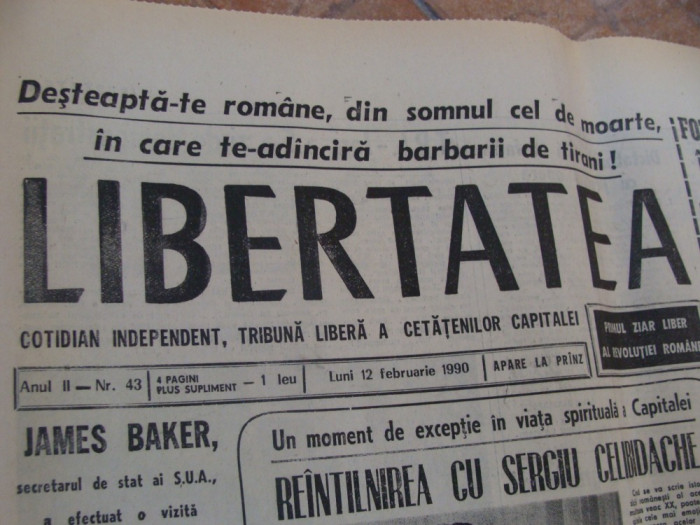 Deșteaptă-te române, din somnul cel de moarte,
în care te-adînciră barbarii de tirani !
LIBERTATEA
COTIDIAN INDEPENDENT, TRIBUNĂ LIBERĂ A CETĂȚENILOR CAPITALEI
PRIMUL ZIAR LIBER
AL REVOLUȚIEI ROMÂNE
Anul II — Nr. 43
4 PAGINI
PLUS SUPLIMENT — 1 leu
Luni 12 februarie 1990
APARE LA PRÎNZ
JAMES BAKER,
secretarul de stat al S.U.A.,
a efectuat o vizită
Un moment de excepție în viața spirituală a Capitalei
REÎNTILNIREA CU SERGIU CELIBIDACHE